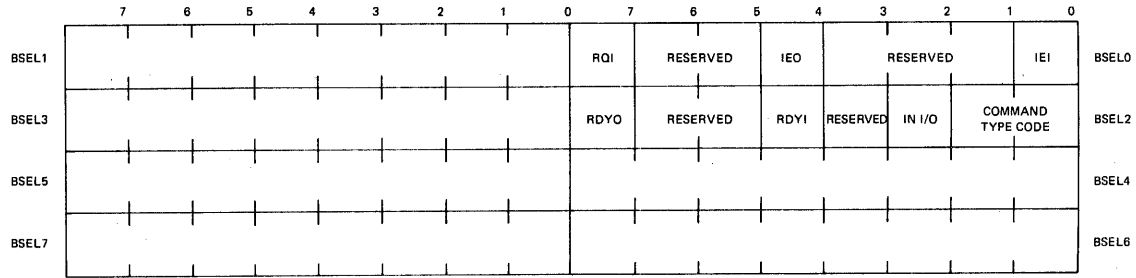 7 6 5 4 3 2 1 0 7 6 5 4 3 2 1 0
BSEL1 RQI RESERVED IEO RESERVED IEI BSEL0
BSEL3 RDYO RESERVED RDYI RESERVED IN I/O COMMAND TYPE CODE BSEL2
BSEL5 BSEL4
BSEL7 BSEL6